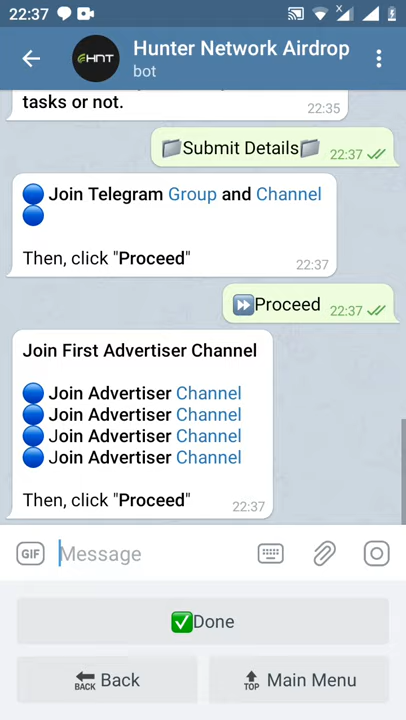 22:37
HNT
Hunter Network Airdrop
bot
tasks or not.
22:35
📁Submit Details📁
22:37
🔵 Join Telegram Group and Channel
🔵
Then, click "Proceed"
22:37
⏩Proceed
22:37
Join First Advertiser Channel
🔵 Join Advertiser Channel
🔵 Join Advertiser Channel
🔵 Join Advertiser Channel
🔵 Join Advertiser Channel
Then, click "Proceed"
22:37
GIF
Message
✅Done
BACK Back
TOP Main Menu